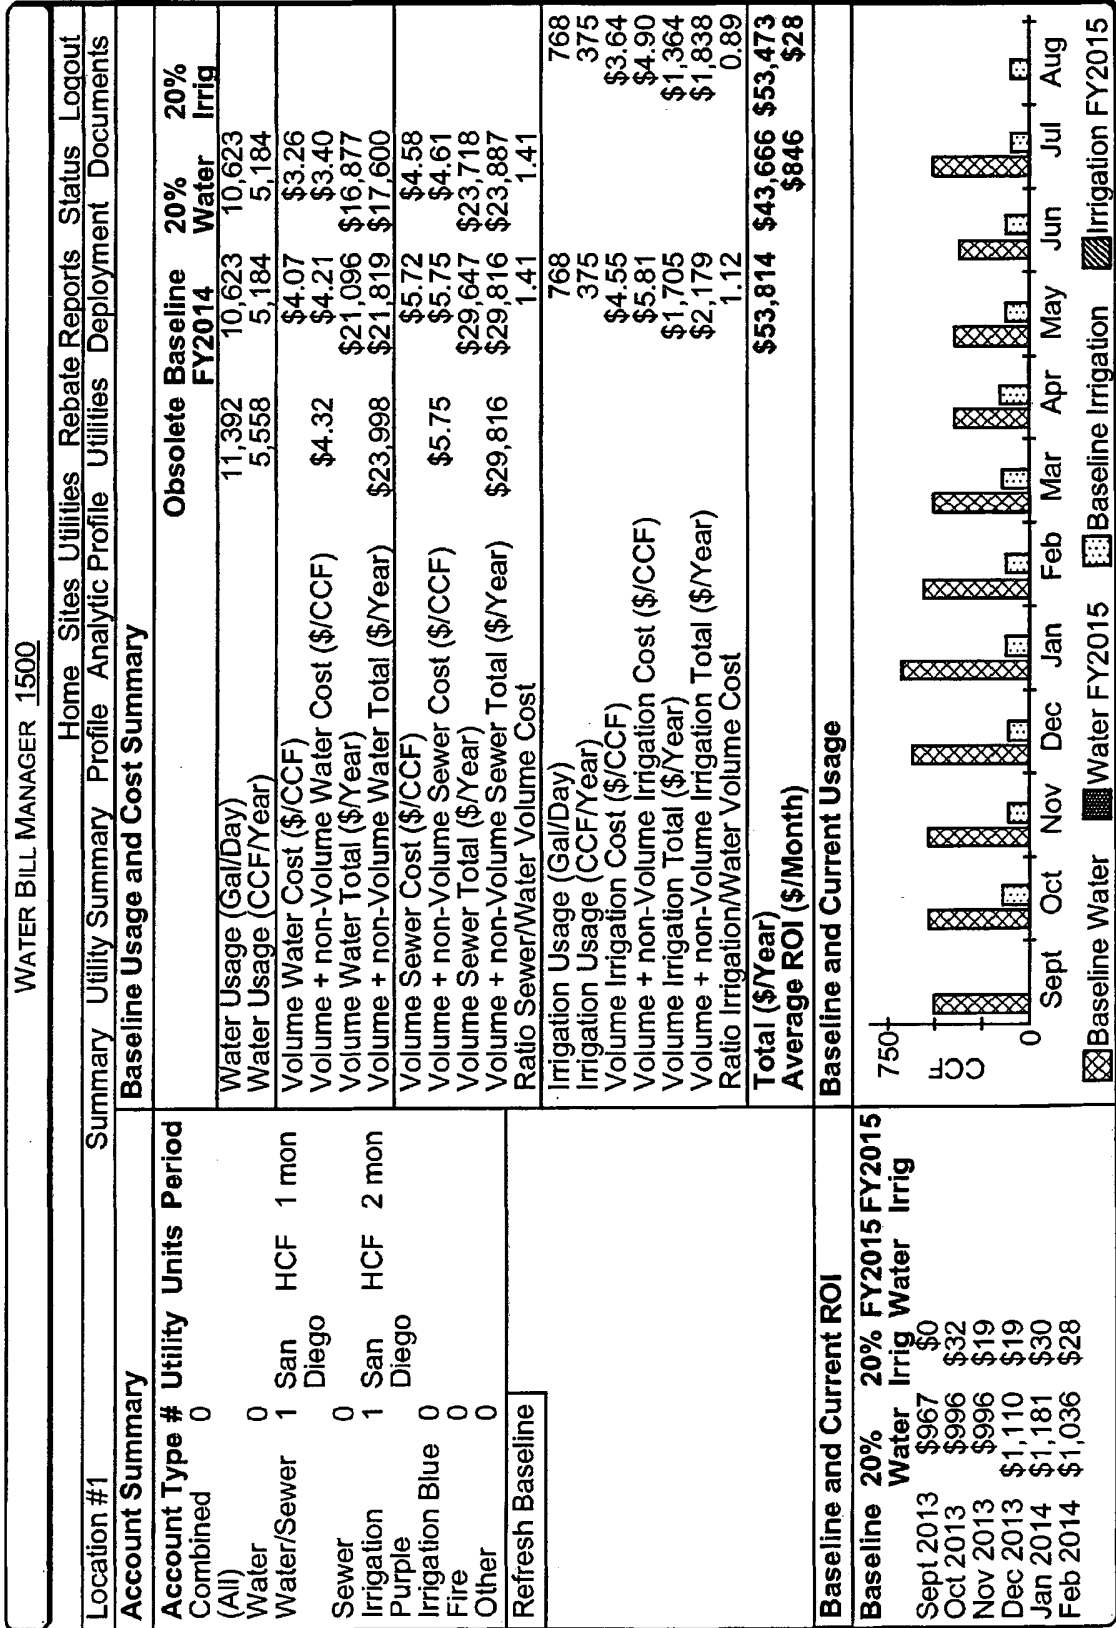 WATER BILL MANAGER 1500
Home Sites Utilities Rebate Reports Status Logout
Location #1 Summary Utility Summary Profile Analytic Profile Utilities Deployment Documents
Account Summary
Account Type # Utility Units Period
Combined 0
(All)
Water 0
Water/Sewer 1 San HCF 1 mon
Diego
Sewer 0
Irrigation 1 San HCF 2 mon
Purple Diego
Irrigation Blue 0
Fire 0
Other 0
Refresh Baseline
Baseline Usage and Cost Summary
Obsolete Baseline 20% 20%
FY2014 Water Irrig
Water Usage (Gal/Day) 11,392 10,623 10,623
Water Usage (CCF/Year) 5,558 5,184 5,184
Volume Water Cost ($/CCF) $4.07 $3.26
Volume + non-Volume Water Cost ($/CCF) $4.32 $4.21 $3.40
Volume Water Total ($/Year) $21,096 $16,877
Volume + non-Volume Water Total ($/Year) $23,998 $21,819 $17,600
Volume Sewer Cost ($/CCF) $5.72 $4.58
Volume + non-Volume Sewer Cost ($/CCF) $5.75 $5.75 $4.61
Volume Sewer Total ($/Year) $29,647 $23,718
Volume + non-Volume Sewer Total ($/Year) $29,816 $29,816 $23,887
Ratio Sewer/Water Volume Cost 1.41 1.41
Irrigation Usage (Gal/Day) 768 768
Irrigation Usage (CCF/Year) 375 375
Volume Irrigation Cost ($/CCF) $4.55 $3.64
Volume + non-Volume Irrigation Cost ($/CCF) $5.81 $4.90
Volume Irrigation Total ($/Year) $1,705 $1,364
Volume + non-Volume Irrigation Total ($/Year) $2,179 $1,838
Ratio Irrigation/Water Volume Cost 1.12 0.89
Total ($/Year) $53,814 $43,666 $53,473
Average ROI ($/Month) $846 $28
Baseline and Current ROI
Baseline 20% 20% FY2015 FY2015
Water Irrig Water Irrig
Sept 2013 $967 $0
Oct 2013 $996 $32
Nov 2013 $996 $19
Dec 2013 $1,110 $19
Jan 2014 $1,181 $30
Feb 2014 $1,036 $28
Baseline and Current Usage
750
CCF
0
Sept Oct Nov Dec Jan Feb Mar Apr May Jun Jul Aug
Baseline Water Water FY2015 Baseline Irrigation Irrigation FY2015